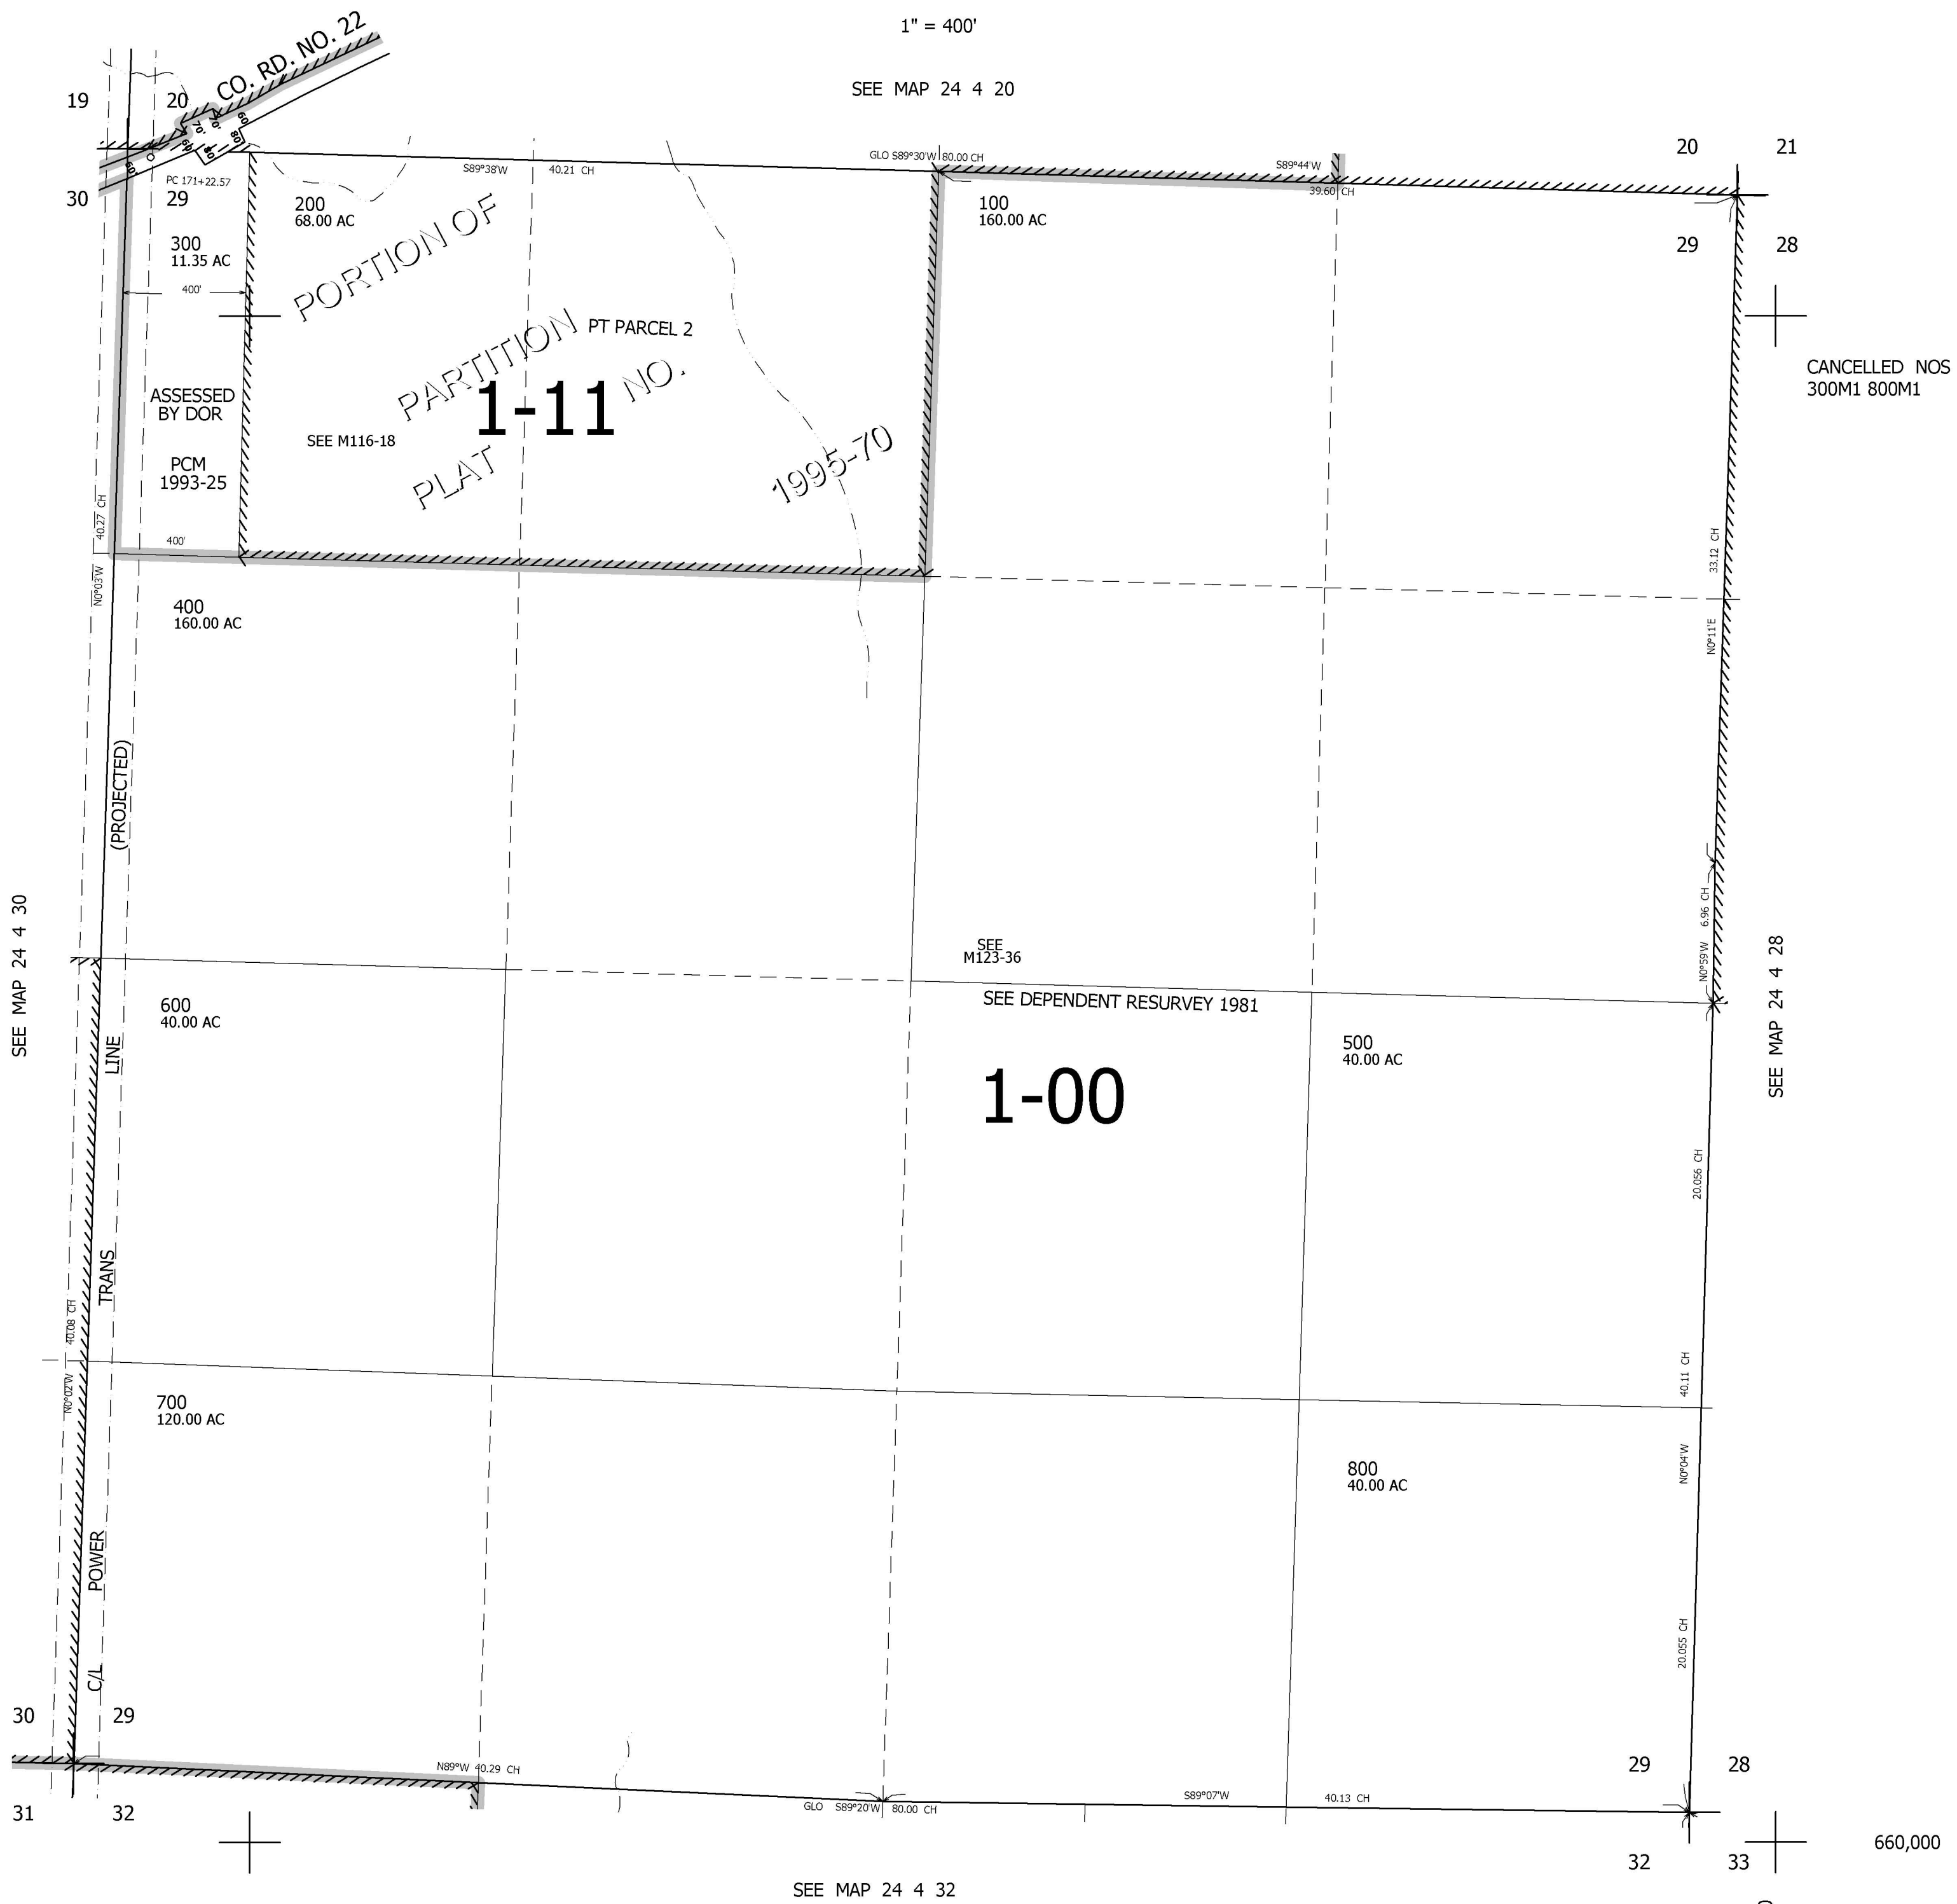 1" = 400'
SEE MAP 24 4 20
CO. RD. NO. 22
19
20
60
70'
70'
60
80
80
60'
30
29
PC 171+22.57
20
21
29
28
GLO S89°30'W 80.00 CH
S89°38'W
40.21 CH
S89°44'W
39.60 CH
200
68.00 AC
100
160.00 AC
300
11.35 AC
400'
PORTION OF
PARTITION
PLAT
NO.
1995-70
PT PARCEL 2
1-11
SEE M116-18
ASSESSED
BY DOR
PCM
1993-25
CANCELLED NOS
300M1 800M1
40.27 CH
N0°03'W
400'
33.12 CH
N0°11'E
400
160.00 AC
(PROJECTED)
LINE
TRANS
POWER
C/L
SEE MAP 24 4 30
SEE
M123-36
SEE DEPENDENT RESURVEY 1981
6.96 CH
N0°59'W
SEE MAP 24 4 28
600
40.00 AC
500
40.00 AC
1-00
20.056 CH
40.08 CH
N0°02'W
40.11 CH
N0°04'W
700
120.00 AC
800
40.00 AC
20.055 CH
30
29
31
32
N89°W 40.29 CH
GLO S89°20'W 80.00 CH
S89°07'W
40.13 CH
29
28
32
33
660,000
SEE MAP 24 4 32